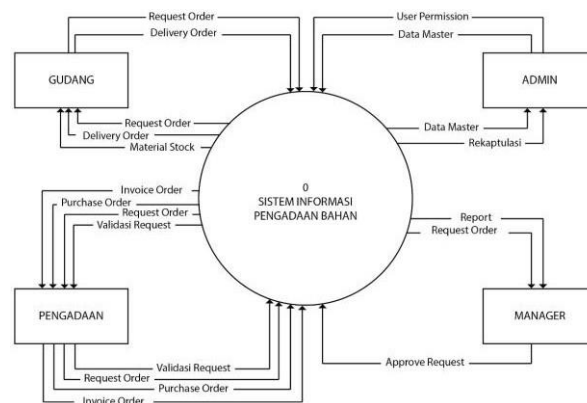 Request Order
Delivery Order
GUDANG
Request Order
Delivery Order
Material Stock
User Permission
Data Master
ADMIN
Data Master
Rekaptulasi
0
SISTEM INFORMASI
PENGADAAN BAHAN
Invoice Order
Purchase Order
Request Order
Validasi Request
PENGADAAN
Validasi Request
Request Order
Purchase Order
Invoice Order
Report
Request Order
MANAGER
Approve Request